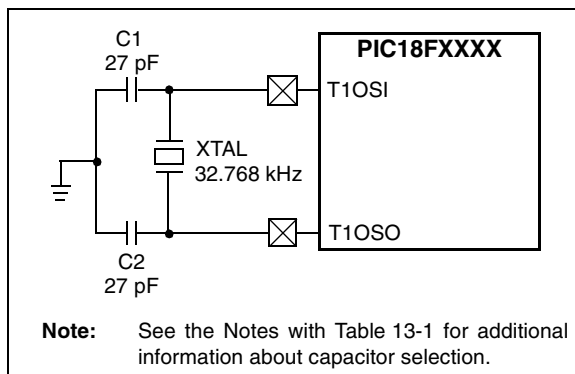 C1
27 pF
PIC18FXXXX
T1OSI
XTAL
32.768 kHz
T1OSO
C2
27 pF
Note: See the Notes with Table 13-1 for additional
information about capacitor selection.